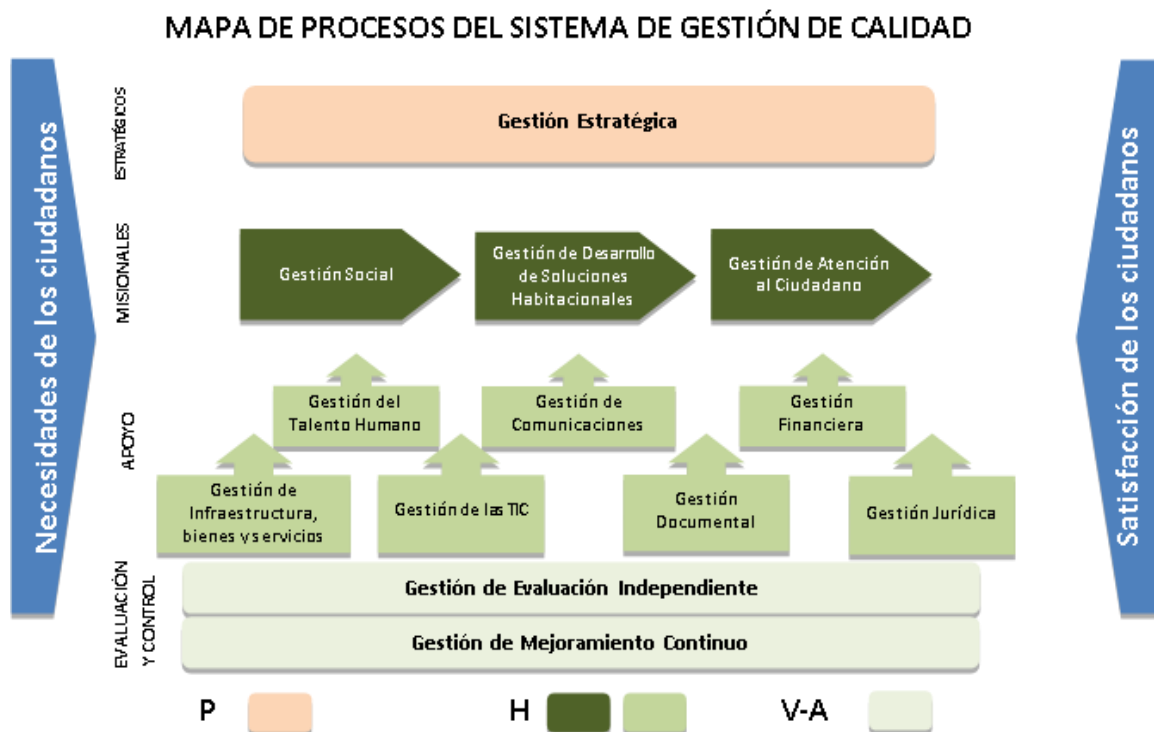 MAPA DE PROCESOS DEL SISTEMA DE GESTIÓN DE CALIDAD
Necesidades de los ciudadanos
ESTRATÉGICOS
Gestión Estratégica
MISIONALES
Gestión Social
Gestión de Desarrollo
de Soluciones
Habitacionales
Gestión de Atención
al Ciudadano
APOYO
Gestión del
Talento Humano
Gestión de
Comunicaciones
Gestión
Financiera
Gestión de
Infraestructura,
bienes y servicios
Gestión de las TIC
Gestión
Documental
Gestión Jurídica
EVALUACIÓN
Y CONTROL
Gestión de Evaluación Independiente
Gestión de Mejoramiento Continuo
Satisfacción de los ciudadanos
P
H
V-A